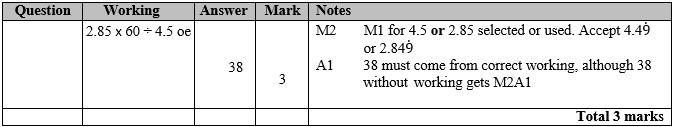 Question Working Answer Mark Notes
2.85 x 60 ÷ 4.5 oe M2 M1 for 4.5 or 2.85 selected or used. Accept 4.49̇
or 2.849̇
38 3 A1 38 must come from correct working, although 38
without working gets M2A1
Total 3 marks